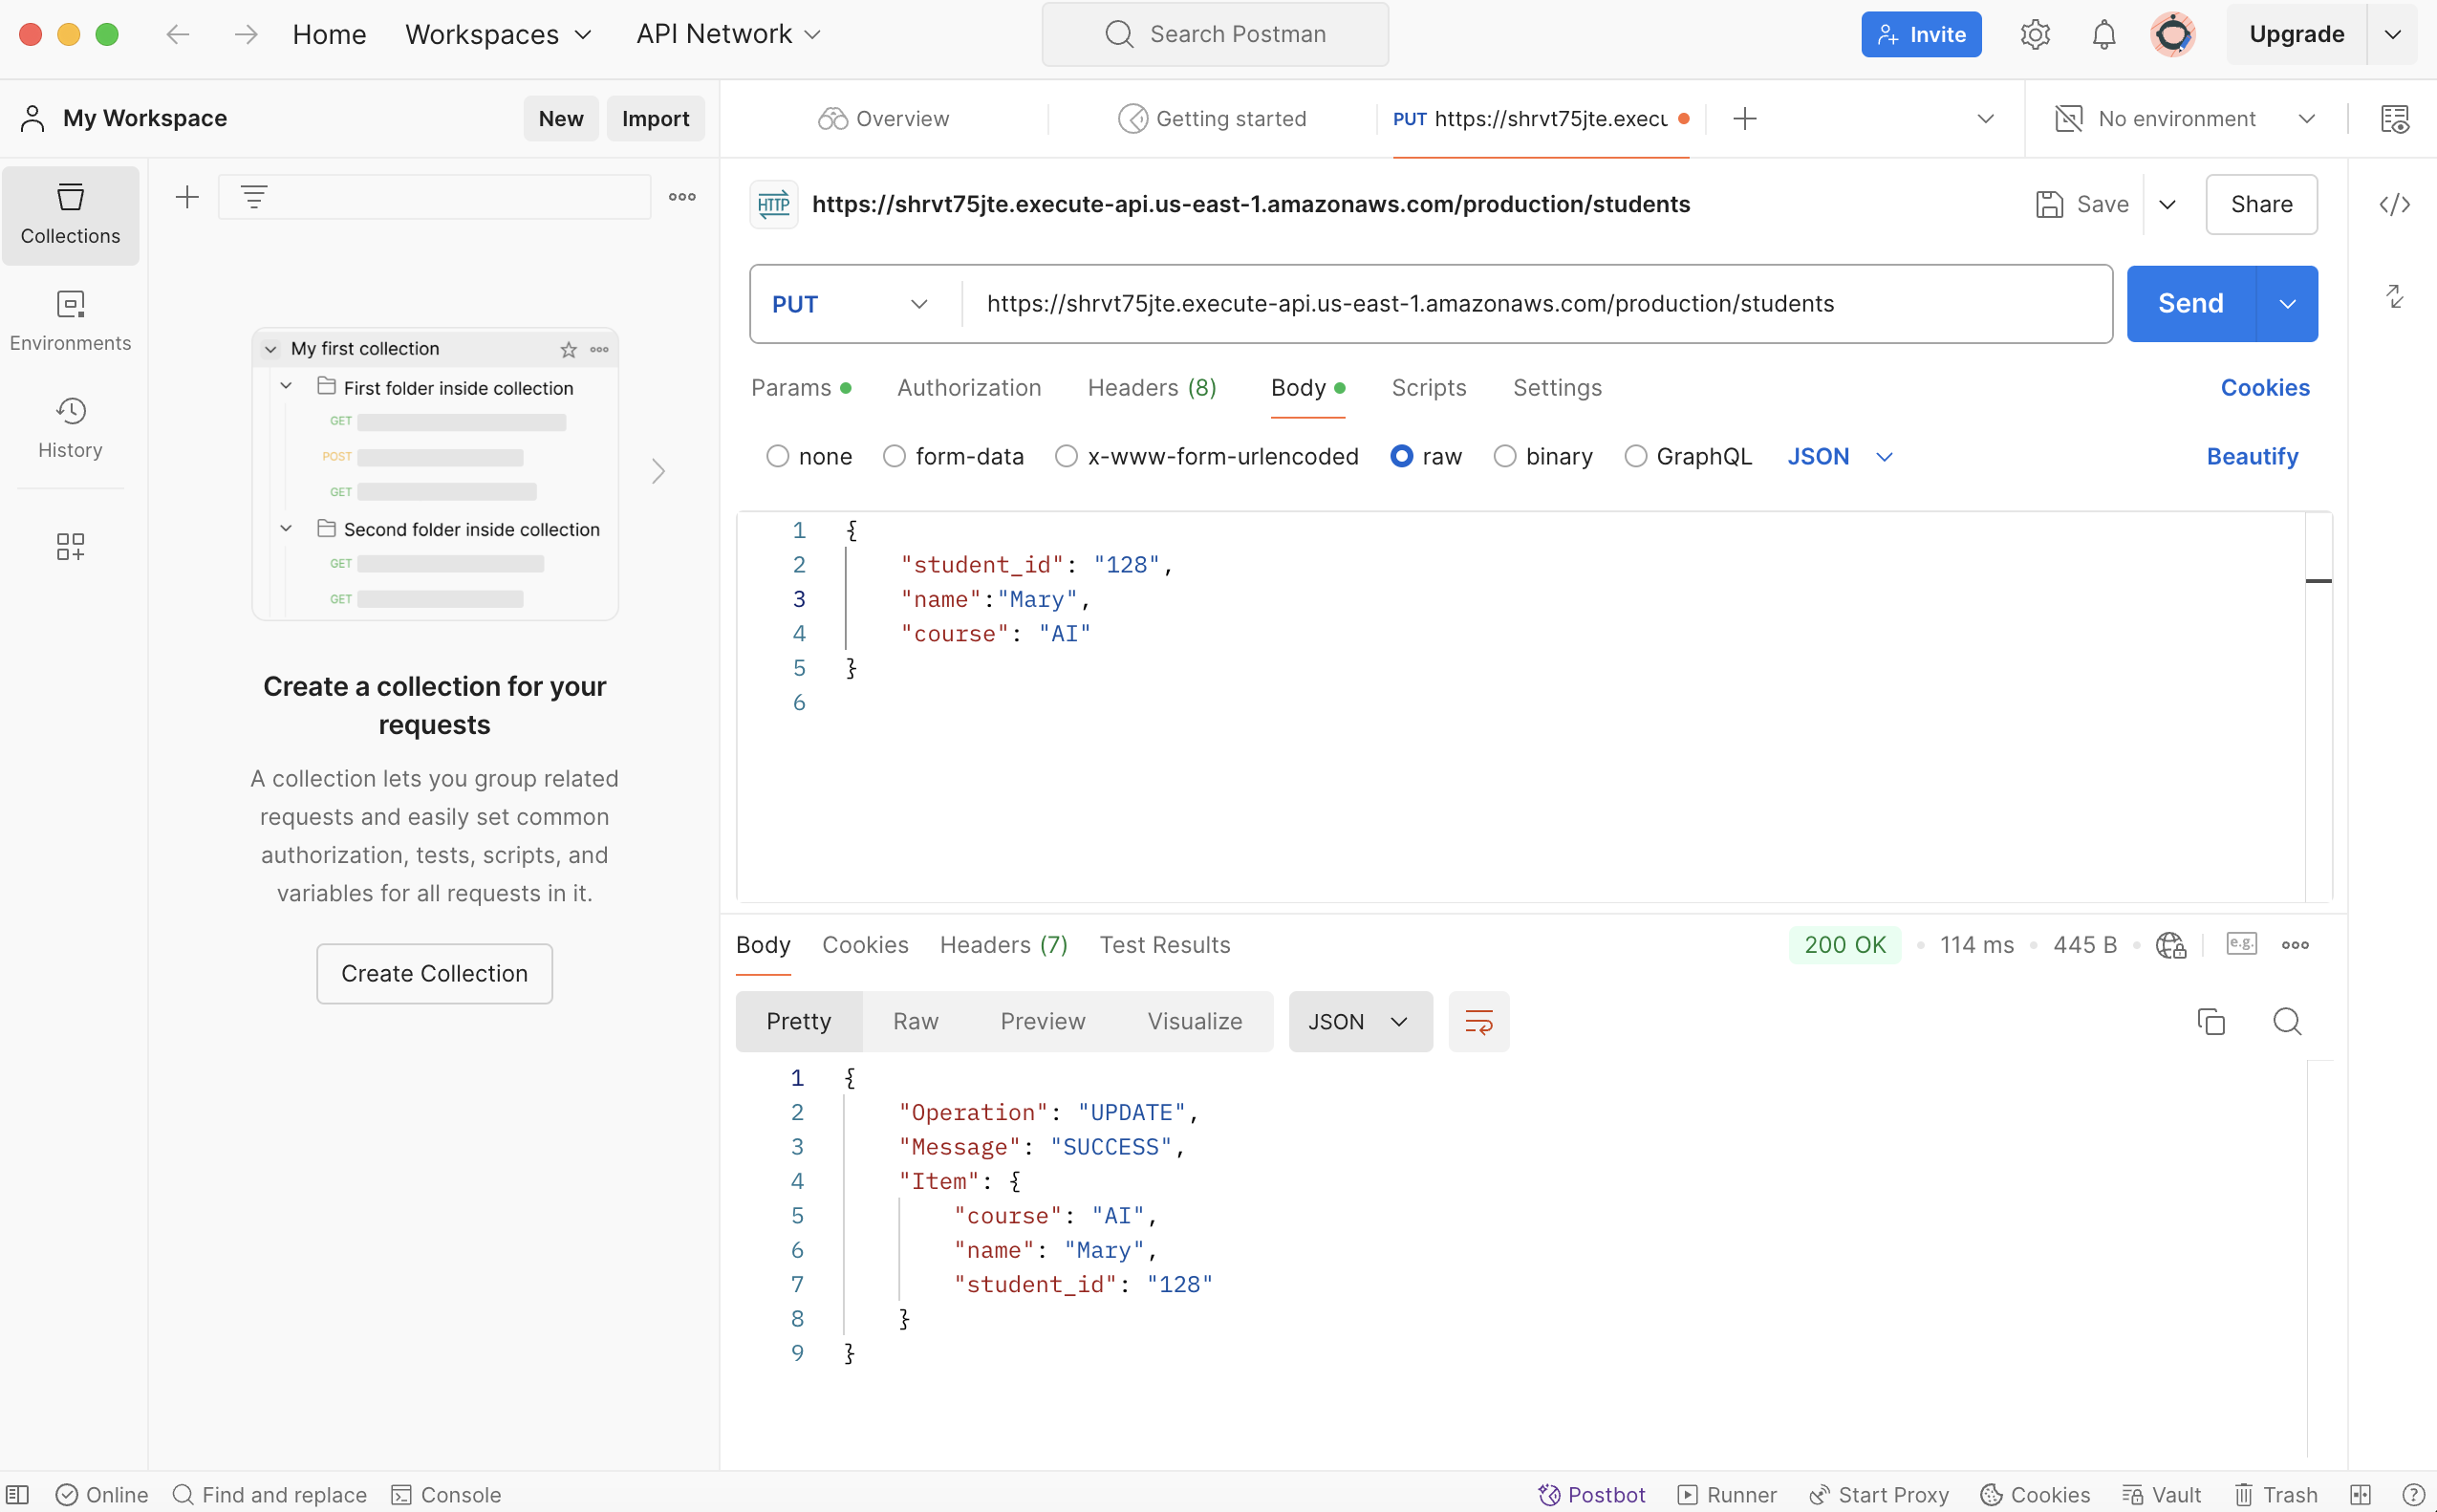 Home Workspaces API Network Search Postman Invite Upgrade
My Workspace New Import Overview Getting started PUT https://shrvt75jte.execu No environment
HTTP https://shrvt75jte.execute-api.us-east-1.amazonaws.com/production/students Save Share
Collections
Environments
History
My first collection
First folder inside collection
GET
POST
GET
Second folder inside collection
GET
GET
Create a collection for your
requests
A collection lets you group related
requests and easily set common
authorization, tests, scripts, and
variables for all requests in it.
Create Collection
PUT https://shrvt75jte.execute-api.us-east-1.amazonaws.com/production/students Send
Params Authorization Headers (8) Body Scripts Settings Cookies
none form-data x-www-form-urlencoded raw binary GraphQL JSON Beautify
1 {
2 "student_id": "128",
3 "name":"Mary",
4 "course": "AI"
5 }
6
Body Cookies Headers (7) Test Results 200 OK 114 ms 445 B e.g.
Pretty Raw Preview Visualize JSON
1 {
2 "Operation": "UPDATE",
3 "Message": "SUCCESS",
4 "Item": {
5 "course": "AI",
6 "name": "Mary",
7 "student_id": "128"
8 }
9 }
Online Find and replace Console Postbot Runner Start Proxy Cookies Vault Trash